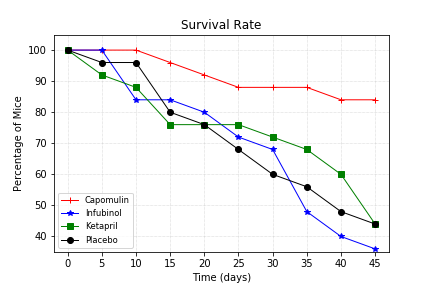 Survival Rate
Percentage of Mice
100
90
80
70
60
50
40
Capomulin
Infubinol
Ketapril
Placebo
0 5 10 15 20 25 30 35 40 45
Time (days)